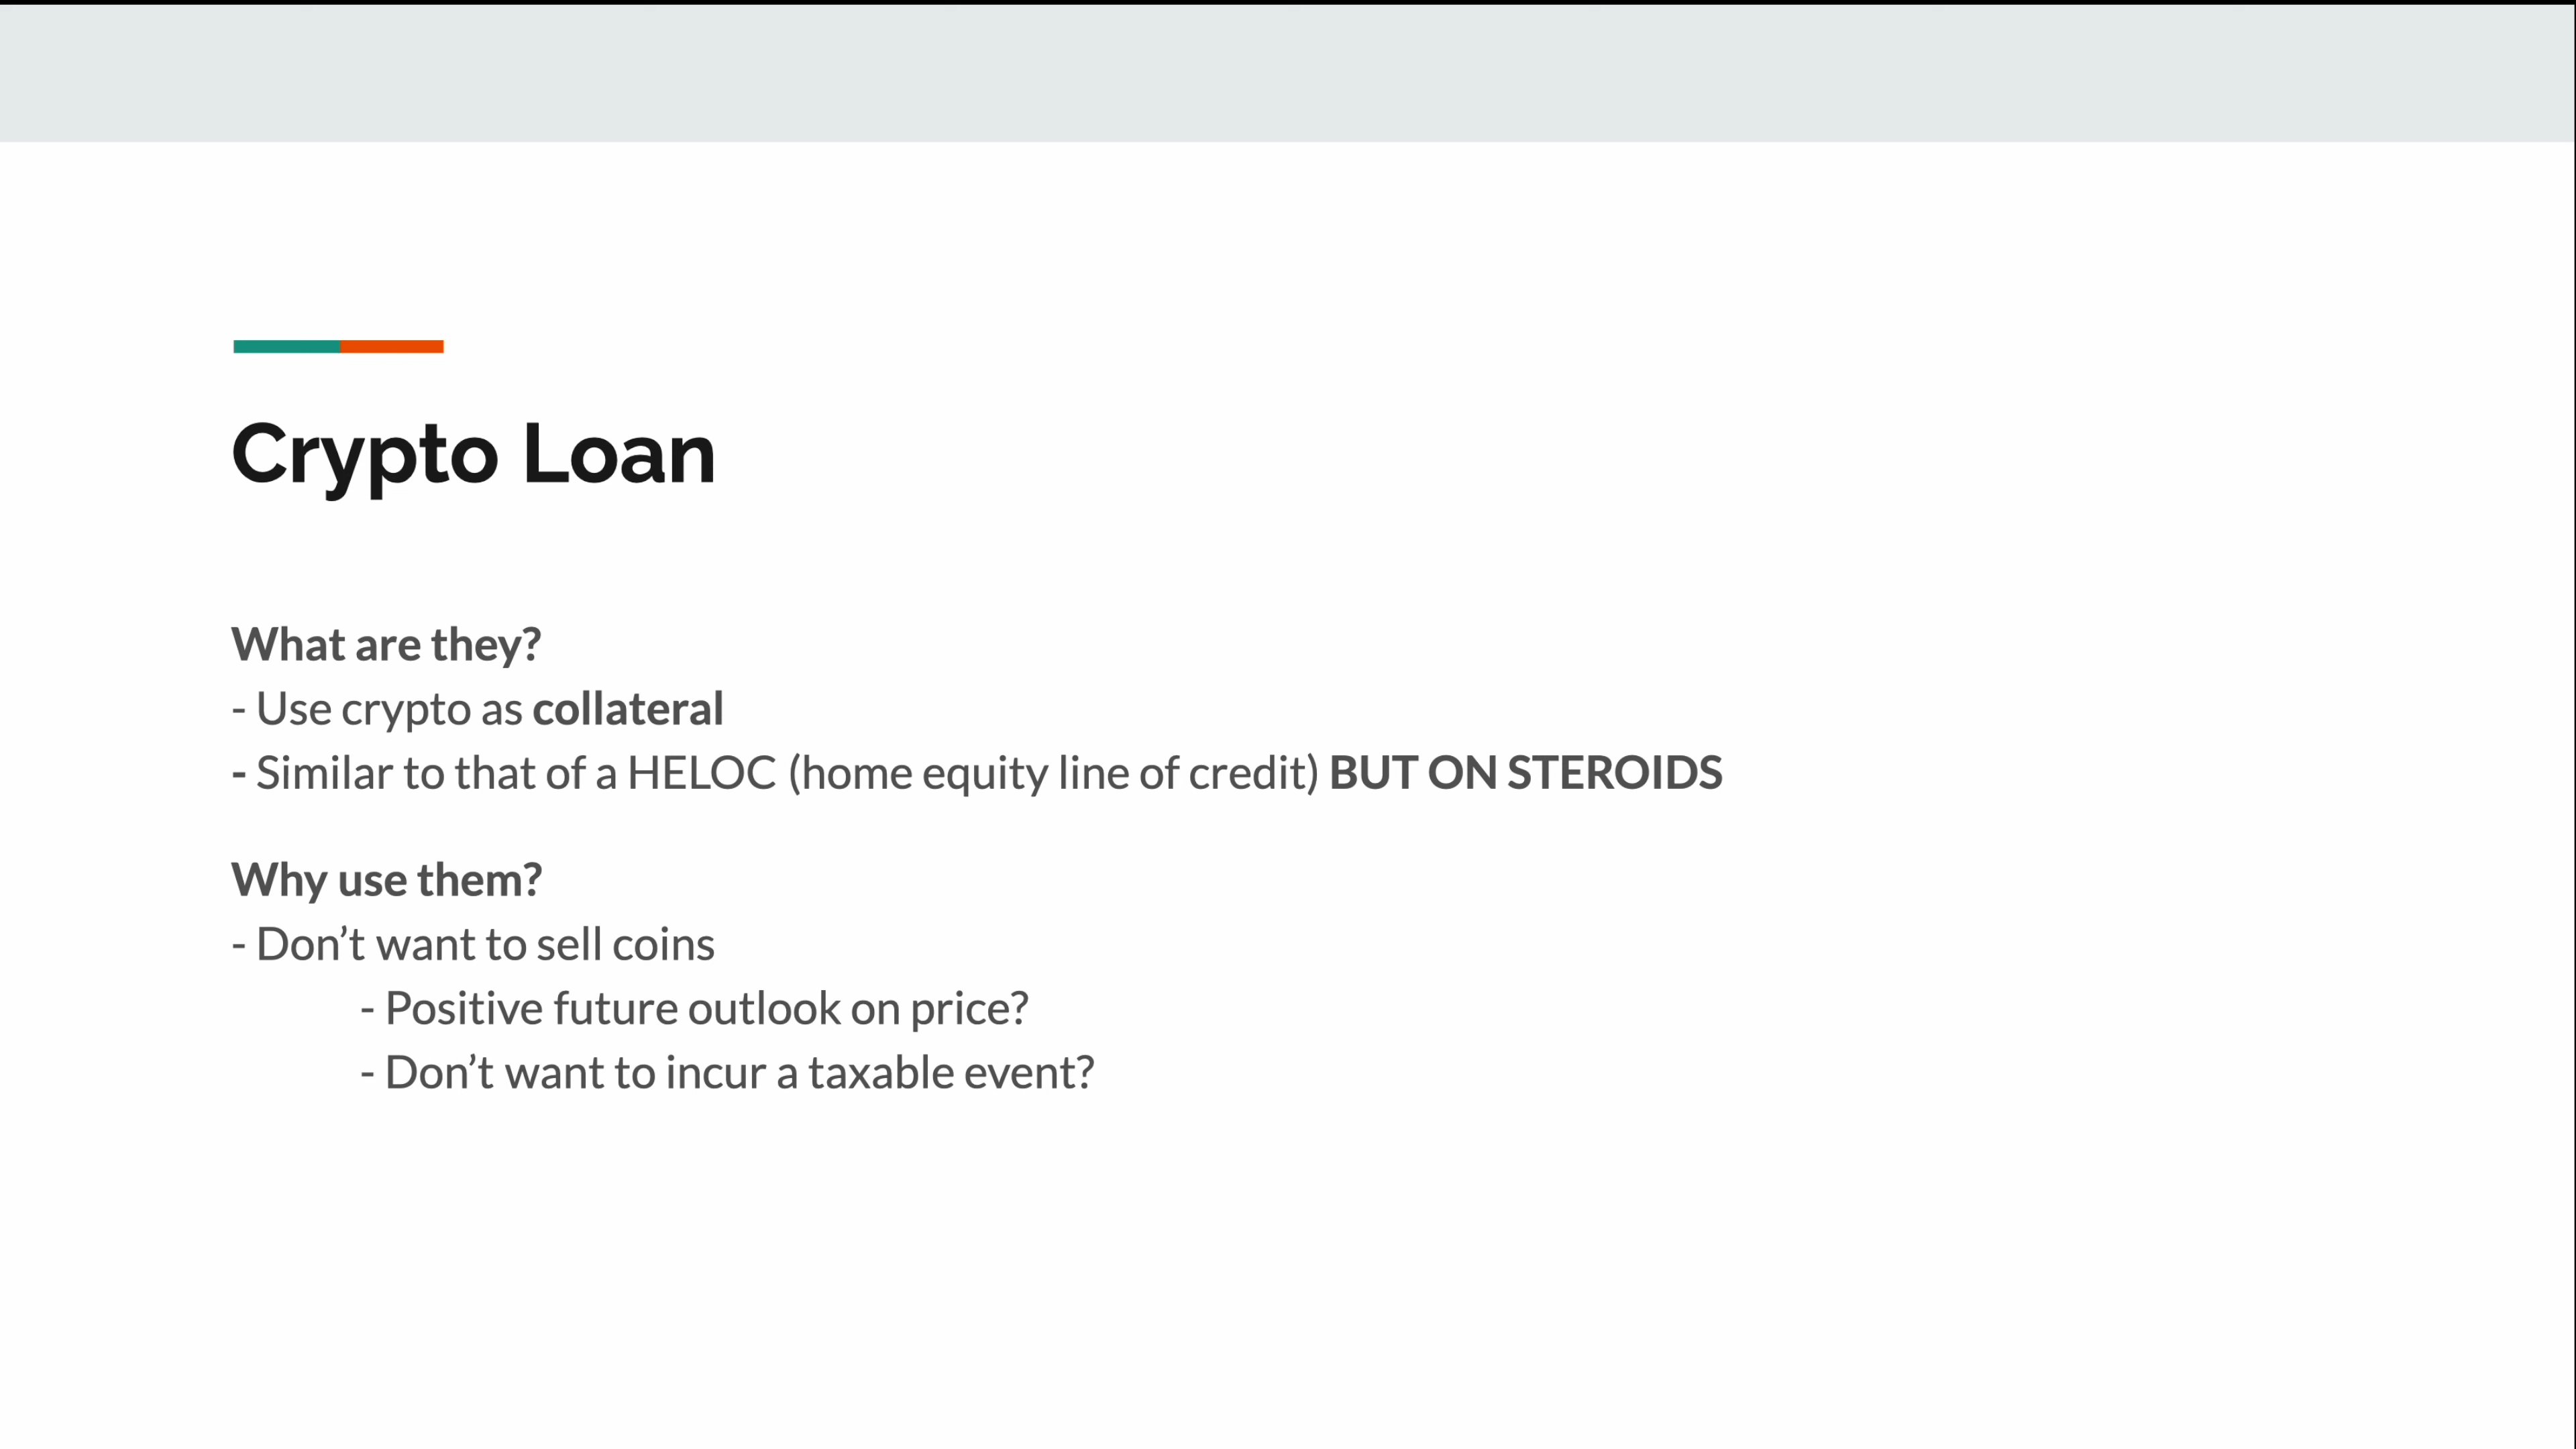 Crypto Loan
What are they?
- Use crypto as collateral
- Similar to that of a HELOC (home equity line of credit) BUT ON STEROIDS
Why use them?
- Don’t want to sell coins
- Positive future outlook on price?
- Don’t want to incur a taxable event?